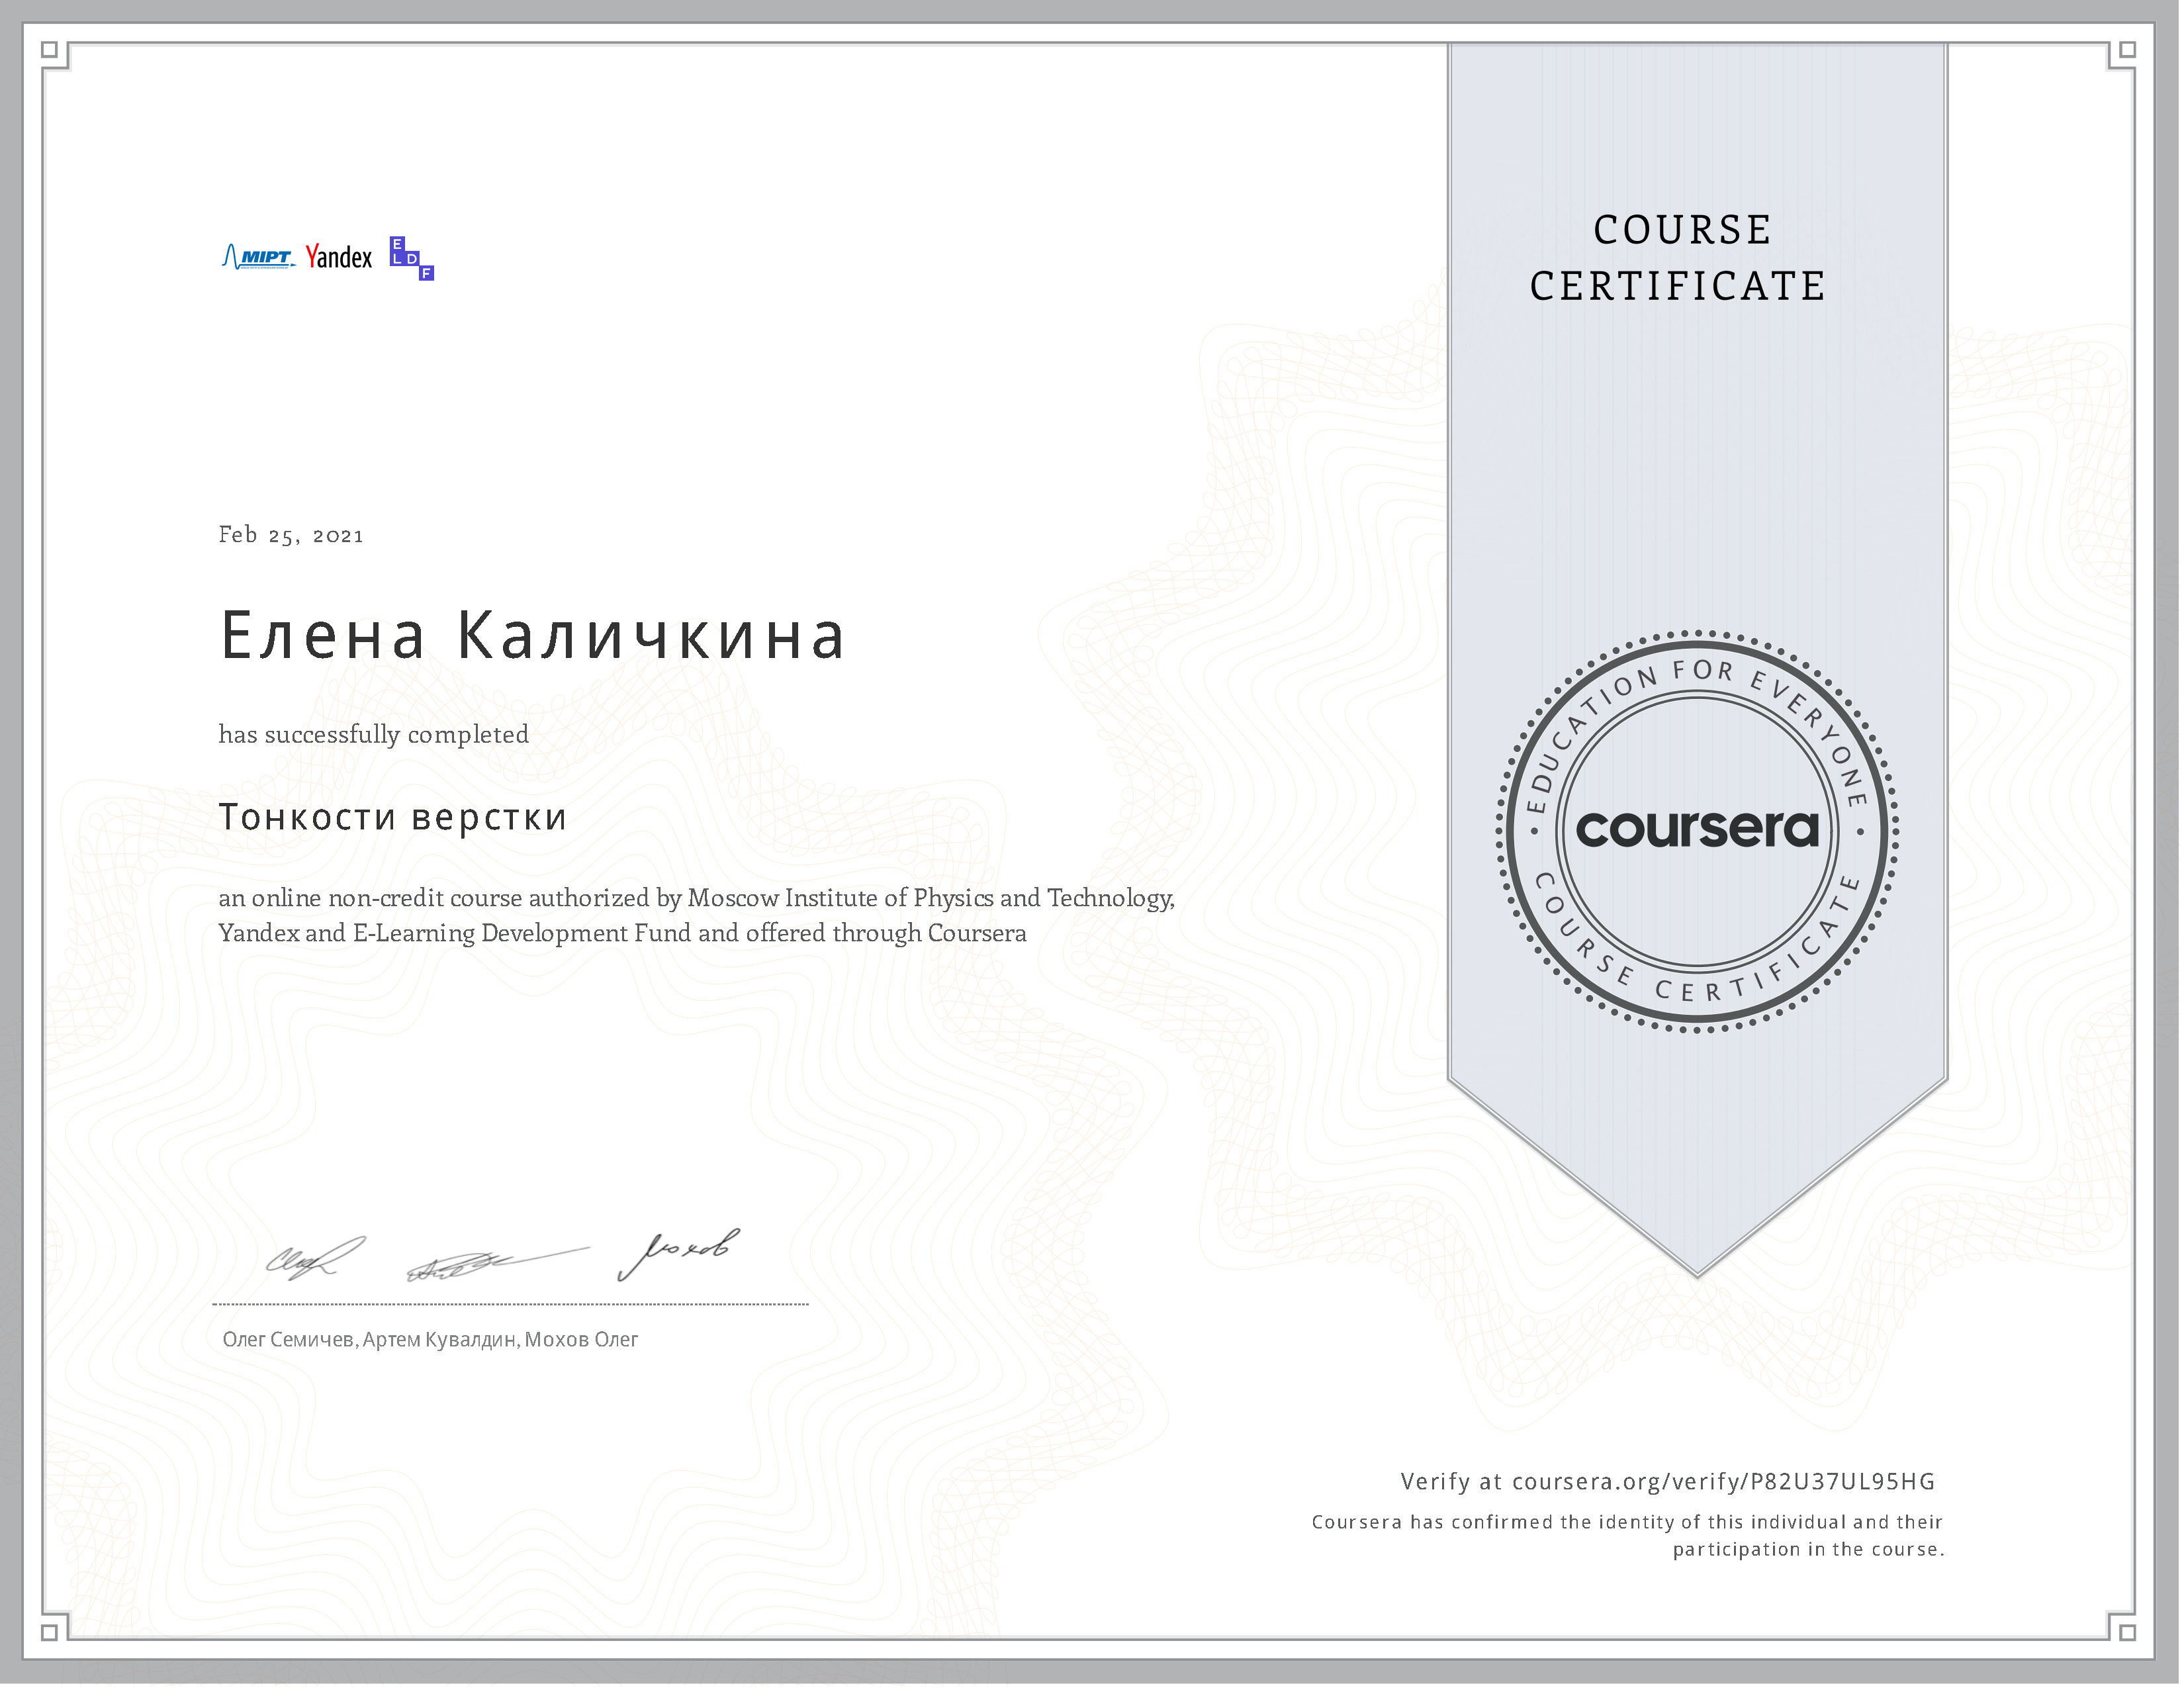 MIPT Yandex E L D F
COURSE
CERTIFICATE
Feb 25, 2021
Елена Каличкина
has successfully completed
Тонкости верстки
an online non-credit course authorized by Moscow Institute of Physics and Technology,
Yandex and E-Learning Development Fund and offered through Coursera
EDUCATION FOR EVERYONE
coursera
COURSE CERTIFICATE
Мохов
Олег Семичев, Артем Кувалдин, Мохов Олег
Verify at coursera.org/verify/P82U37UL95HG
Coursera has confirmed the identity of this individual and their
participation in the course.